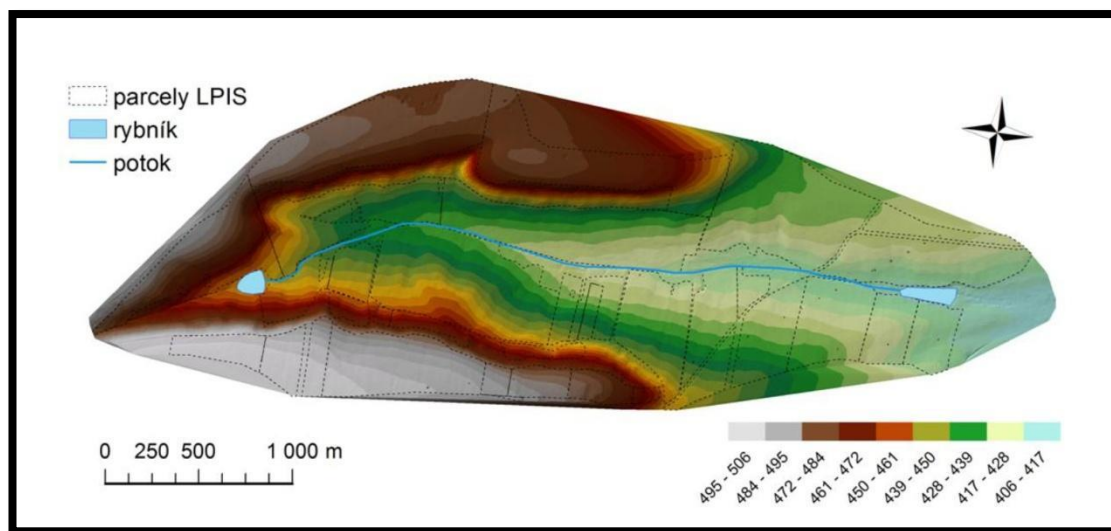 parcely LPIS
rybník
potok
0 250 500 1 000 m
495 - 506
484 - 495
472 - 484
461 - 472
450 - 461
439 - 450
428 - 439
417 - 428
406 - 417